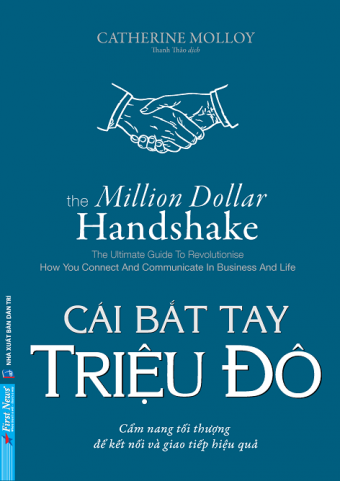 CATHERINE MOLLOY
Thanh Thảo dịch
the Million Dollar
Handshake
The Ultimate Guide To Revolutionise
How You Connect And Communicate In Business And Life
CÁI BẮT TAY
TRIỆU ĐÔ
Cẩm nang tối thượng
để kết nối và giao tiếp hiệu quả
NHÀ XUẤT BẢN DÂN TRÍ
First News